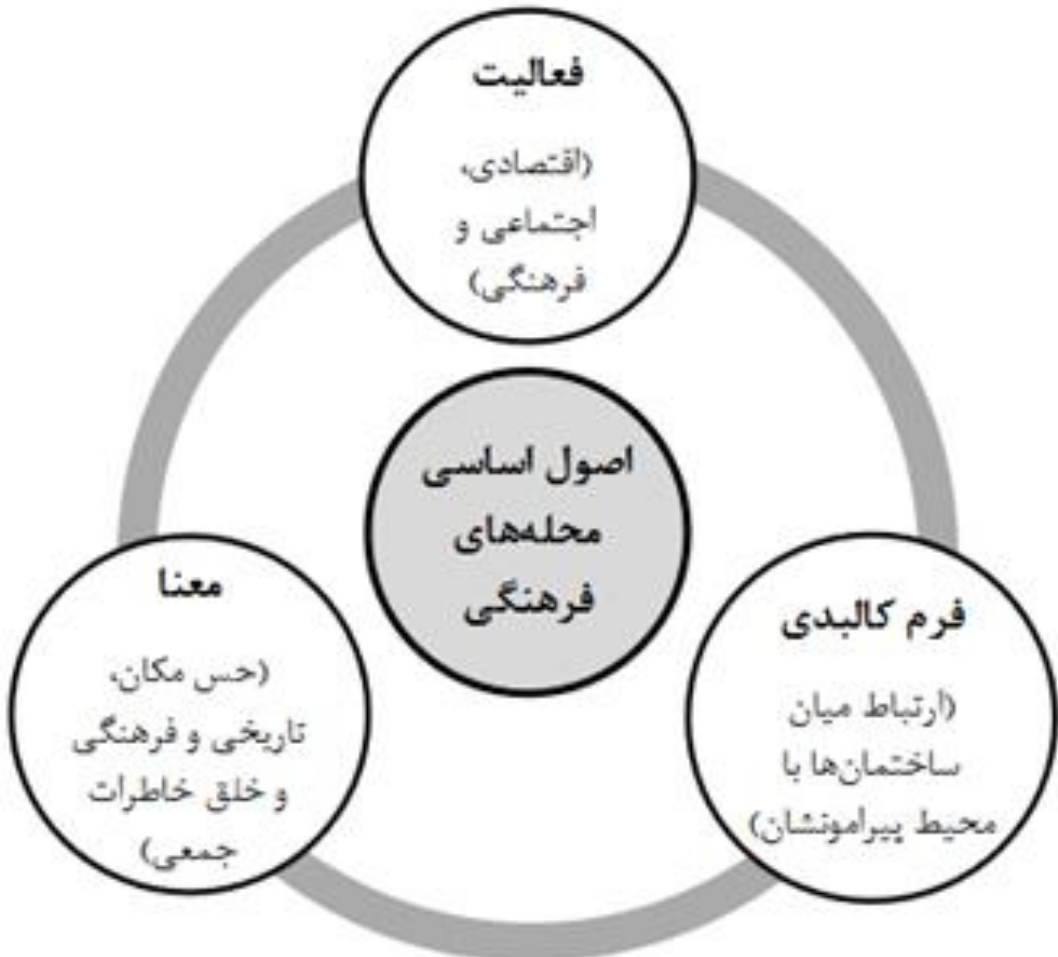 فعالیت
(اقتصادی،
اجتماعی و
فرهنگی)
اصول اساسی
محله‌های
فرهنگی
فرم کالبدی
(ارتباط میان
ساختمان‌ها با
محیط پیرامونشان)
معنا
(حس مکان،
تاریخی و فرهنگی
و خلق خاطرات
جمعی)